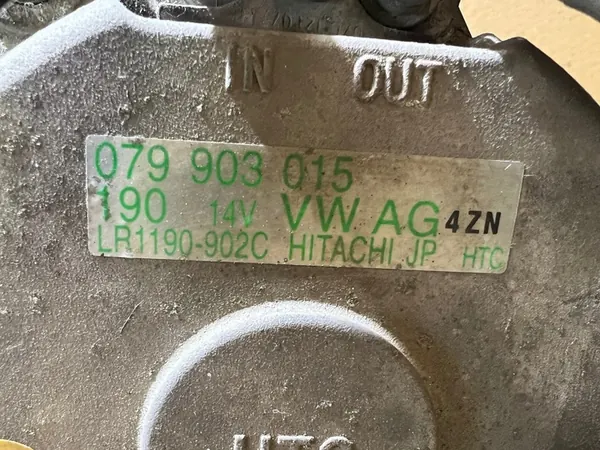 IN OUT
079 903 015
190 14V VW AG 4ZN
LR1190-902C HITACHI JP HTC